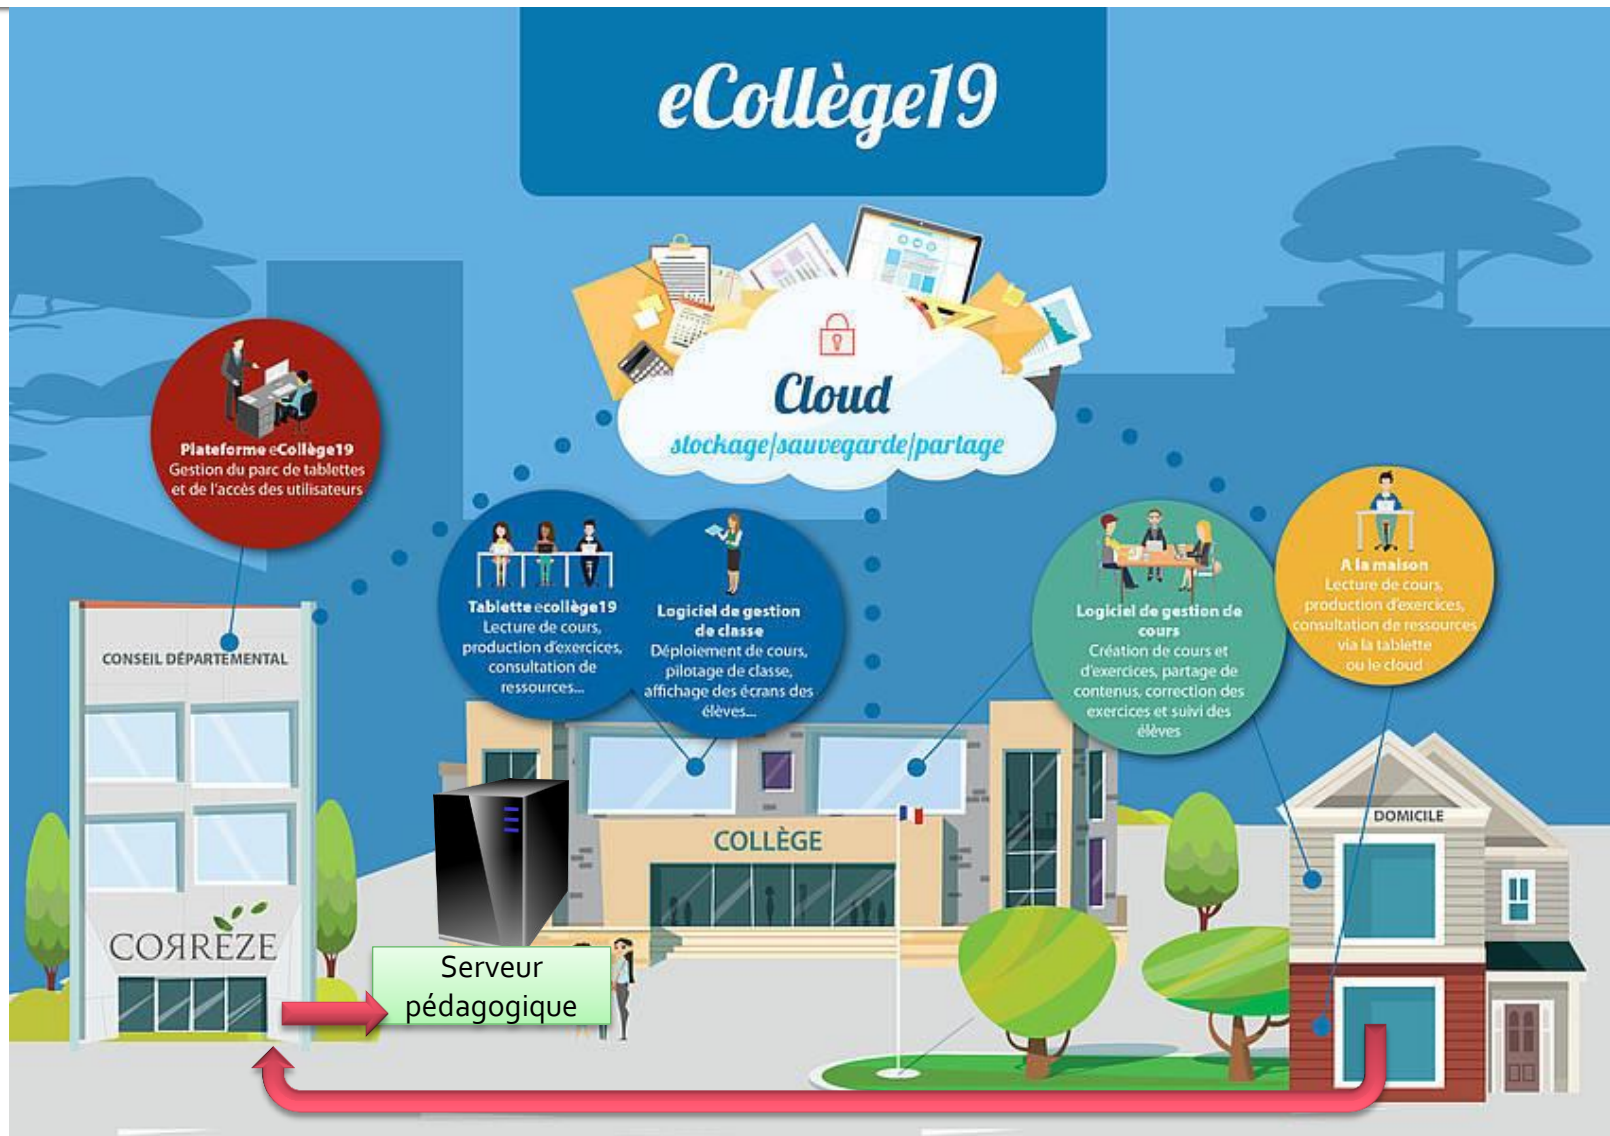 eCollège19
Cloud
stockage/sauvegarde/partage
Plateforme eCollège19
Gestion du parc de tablettes
et de l'accès des utilisateurs
Tablette ecollège19
Lecture de cours,
production d'exercices,
consultation de
ressources...
Logiciel de gestion
de classe
Déploiement de cours,
pilotage de classe,
affichage des écrans des
élèves...
Logiciel de gestion de
cours
Création de cours et
d'exercices, partage de
contenus, correction des
exercices et suivi des
élèves
A la maison
Lecture de cours,
production d'exercices,
consultation de ressources
via la tablette
ou le cloud
CONSEIL DÉPARTEMENTAL
CORRÈZE
COLLÈGE
DOMICILE
Serveur
pédagogique